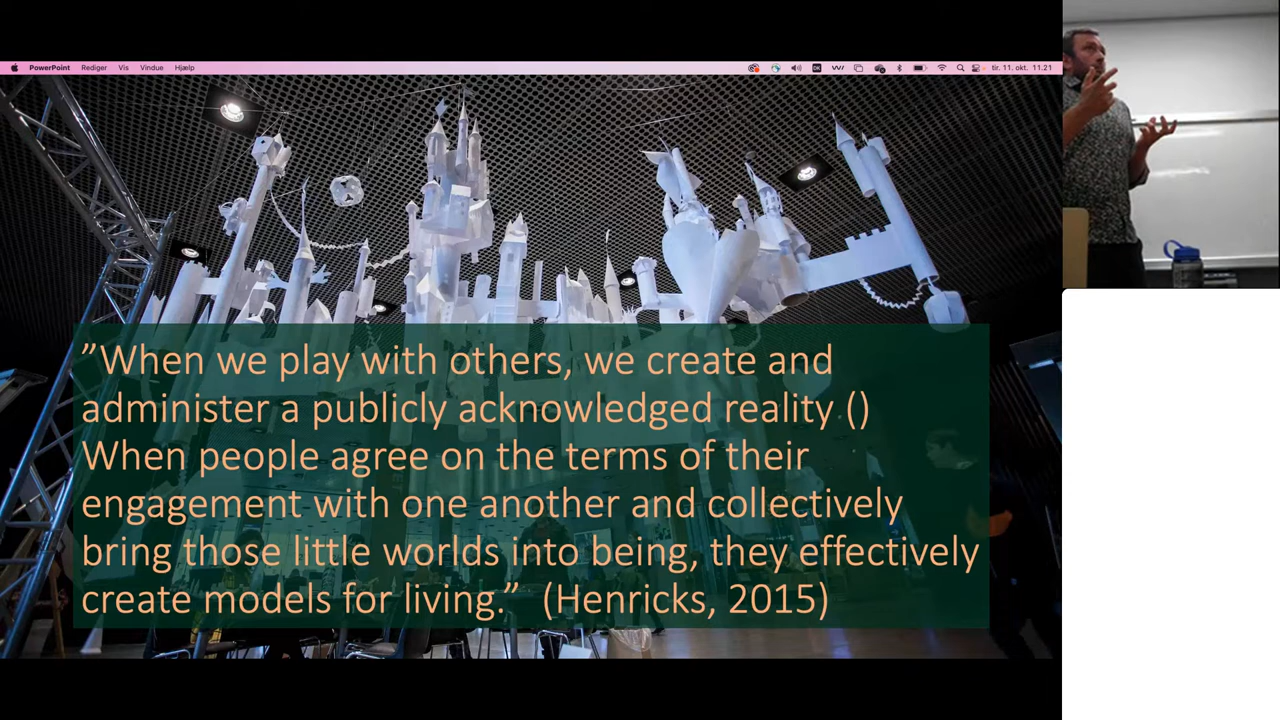 PowerPoint Rediger Vis Vindue Hjælp DK tir. 11. okt. 11.21
”When we play with others, we create and
administer a publicly acknowledged reality ()
When people agree on the terms of their
engagement with one another and collectively
bring those little worlds into being, they effectively
create models for living.” (Henricks, 2015)